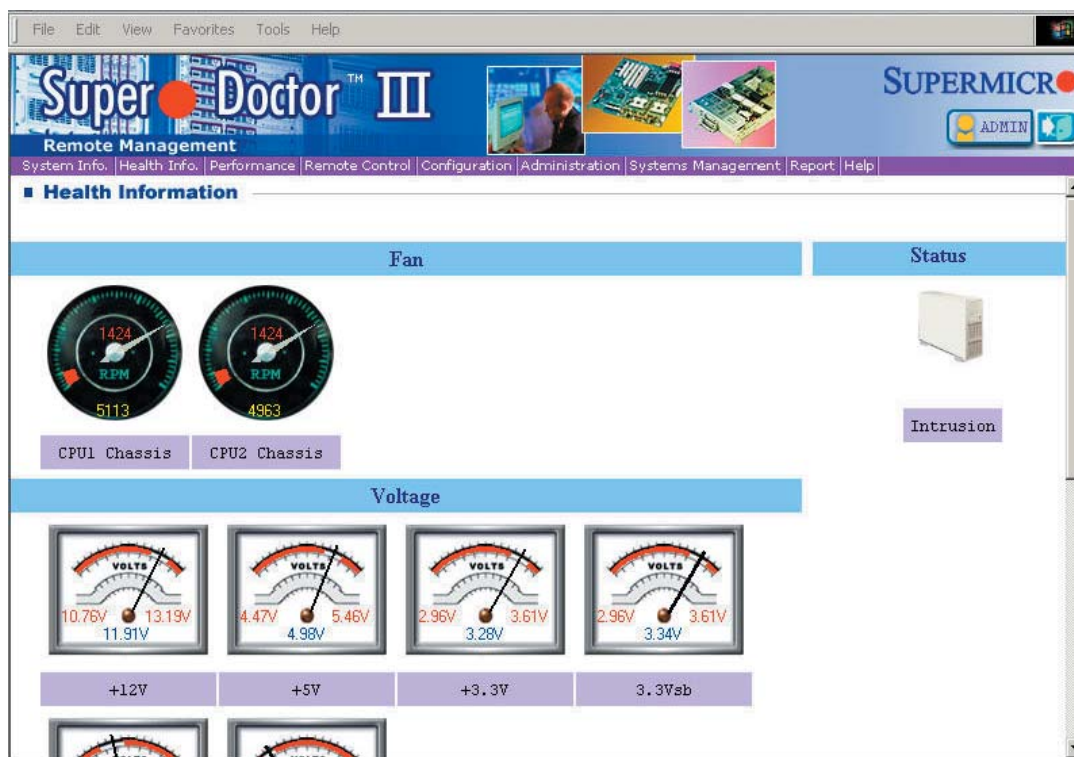 File Edit View Favorites Tools Help
Super Doctor™ III
SUPERMICR
Remote Management
ADMIN
System Info. Health Info. Performance Remote Control Configuration Administration Systems Management Report Help
Health Information
Fan
Status
1424
RPM
5113
1424
RPM
4963
CPU1 Chassis
CPU2 Chassis
Intrusion
Voltage
VOLTS
10.76V 13.19V
11.91V
VOLTS
4.47V 5.46V
4.98V
VOLTS
2.96V 3.61V
3.28V
VOLTS
2.96V 3.61V
3.34V
+12V
+5V
+3.3V
3.3Vsb